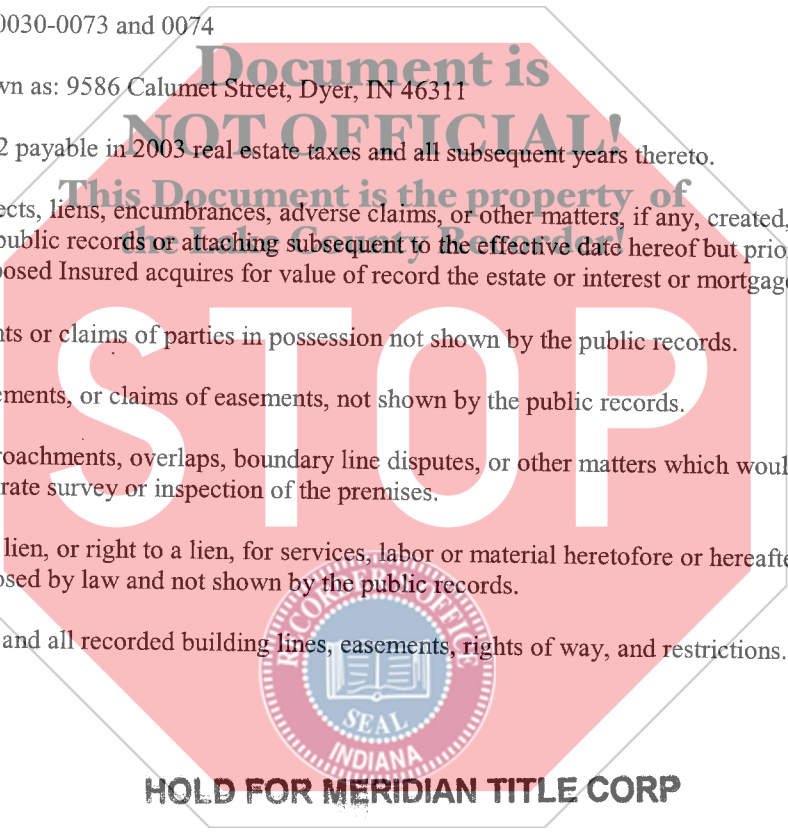 0030-0073 and 0074
Document is
wn as: 9586 Calumet Street, Dyer, IN 46311
NOT OFFICIAL!
2 payable in 2003 real estate taxes and all subsequent years thereto.
This Document is the property of
ects, liens, encumbrances, adverse claims, or other matters, if any, created,
the Lake County Recorder!
public records or attaching subsequent to the effective date hereof but prio
osed Insured acquires for value of record the estate or interest or mortgage
STOP
nts or claims of parties in possession not shown by the public records.
ements, or claims of easements, not shown by the public records.
roachments, overlaps, boundary line disputes, or other matters which woul
rate survey or inspection of the premises.
lien, or right to a lien, for services, labor or material heretofore or hereafte
osed by law and not shown by the public records.
RECORDER'S OFFICE
and all recorded building lines, easements, rights of way, and restrictions.
SEAL
INDIANA
HOLD FOR MERIDIAN TITLE CORP